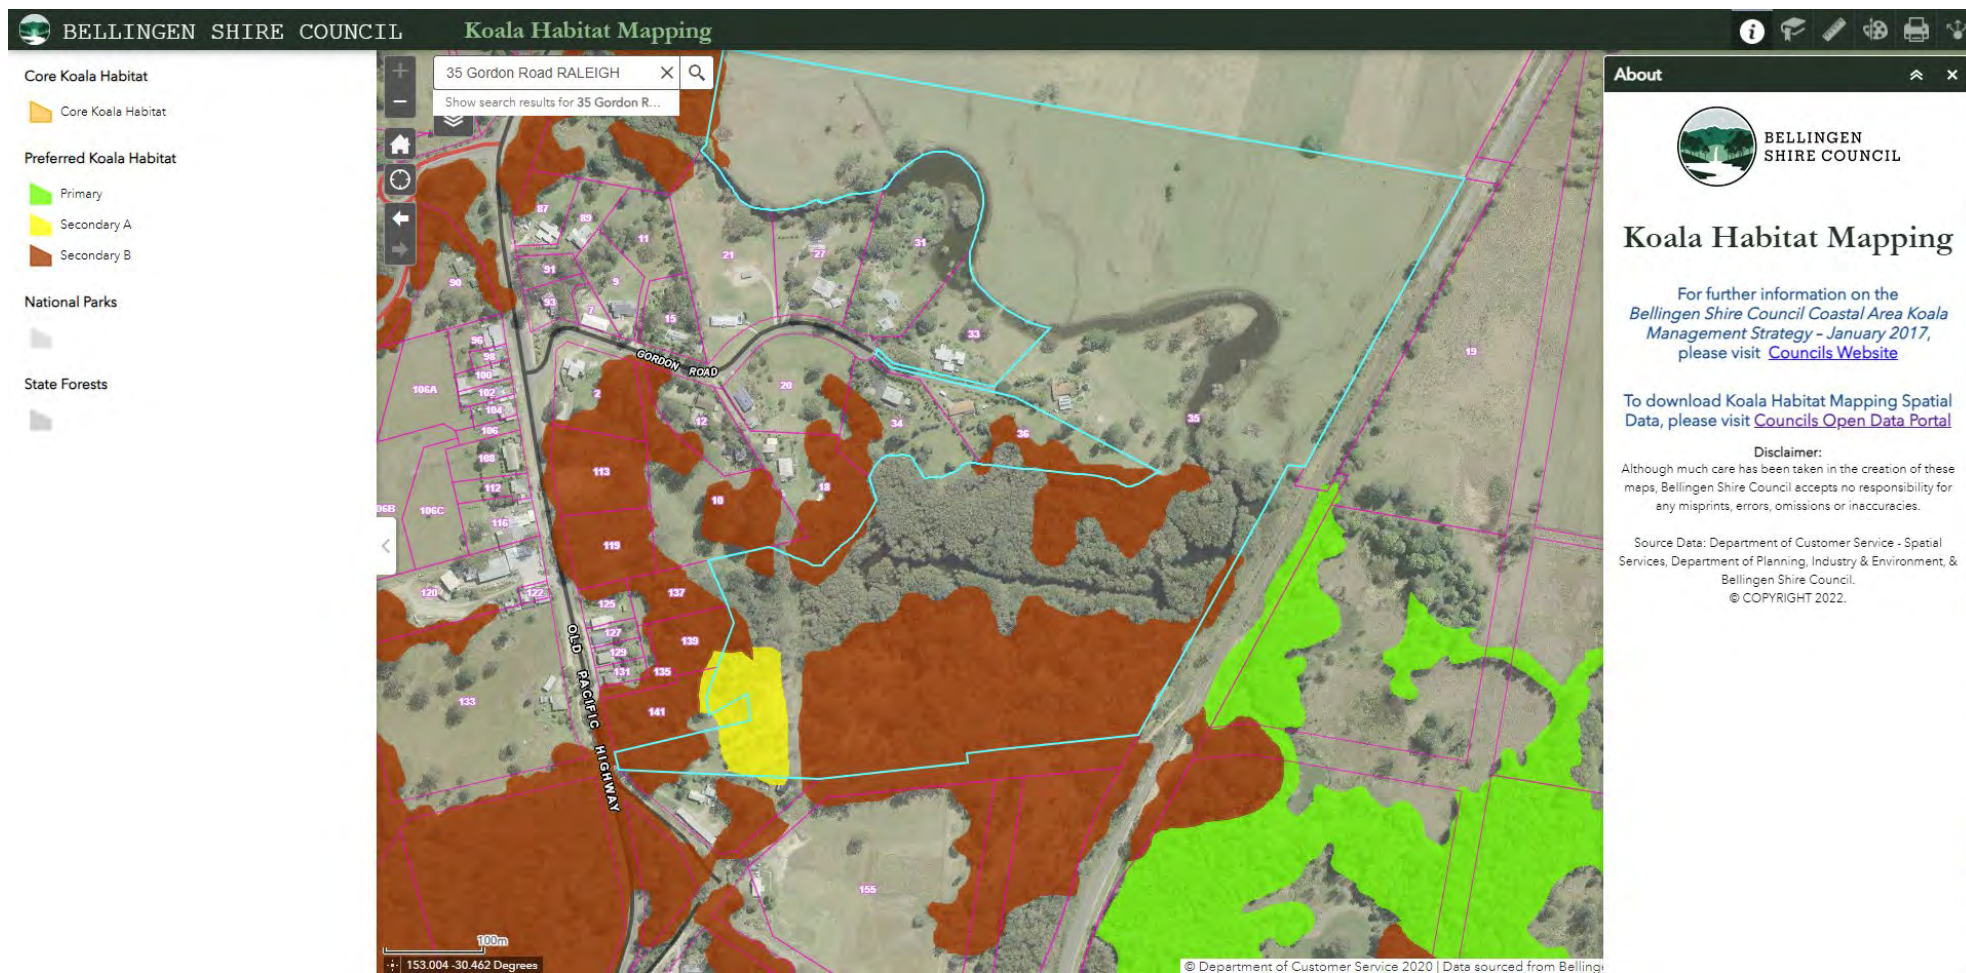 BELLINGEN SHIRE COUNCIL
Koala Habitat Mapping
Core Koala Habitat
Core Koala Habitat
Preferred Koala Habitat
Primary
Secondary A
Secondary B
National Parks
State Forests
35 Gordon Road RALEIGH
Show search results for 35 Gordon R...
87
89
11
91
9
93
7
15
21
27
31
33
90
96
98
100
102
104
106
106A
108
112
106C
116
120
122
GORDON ROAD
2
12
20
34
36
35
19
113
10
18
119
137
125
127
139
129
131
135
141
133
155
OLD PACIFIC HIGHWAY
100m
153.004 -30.462 Degrees
© Department of Customer Service 2020 | Data sourced from Belling
About
BELLINGEN
SHIRE COUNCIL
Koala Habitat Mapping
For further information on the
Bellingen Shire Council Coastal Area Koala
Management Strategy - January 2017,
please visit Councils Website
To download Koala Habitat Mapping Spatial
Data, please visit Councils Open Data Portal
Disclaimer:
Although much care has been taken in the creation of these
maps, Bellingen Shire Council accepts no responsibility for
any misprints, errors, omissions or inaccuracies.
Source Data: Department of Customer Service - Spatial
Services, Department of Planning, Industry & Environment, &
Bellingen Shire Council.
© COPYRIGHT 2022.